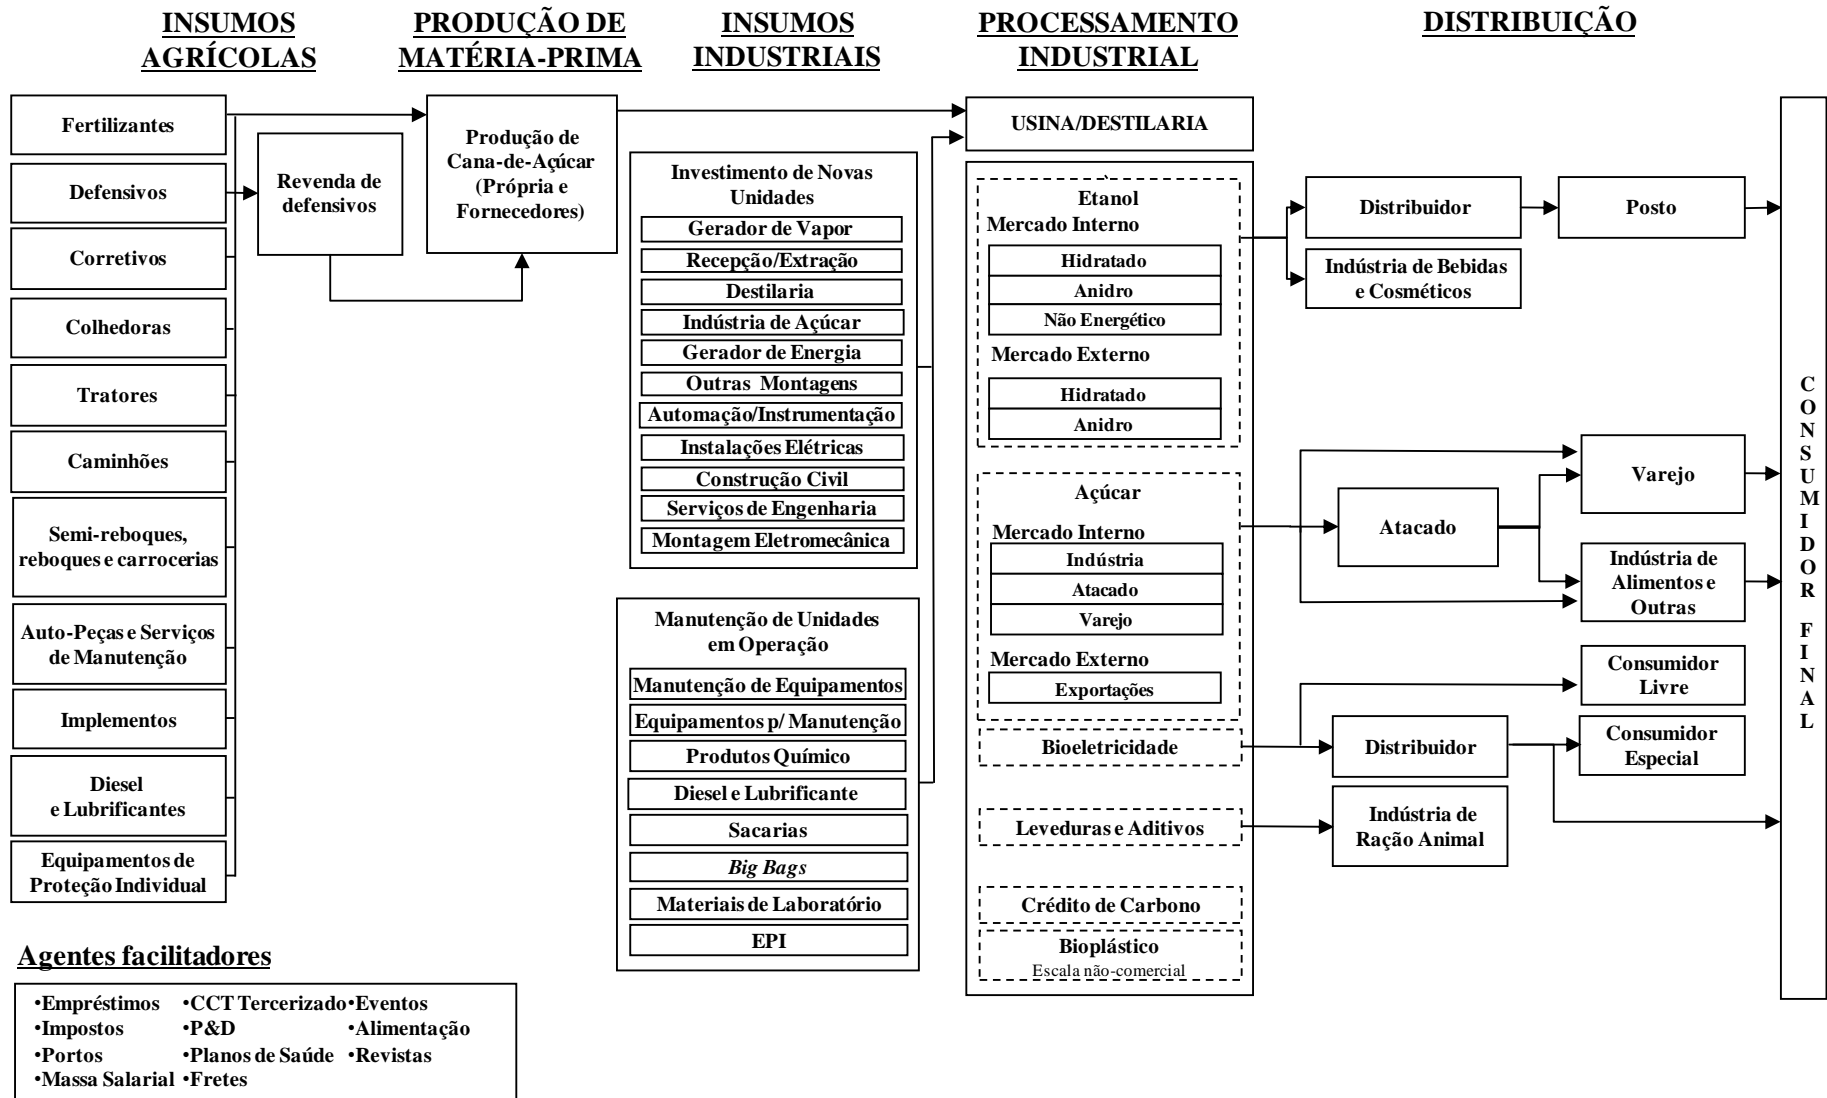 INSUMOS
AGRÍCOLAS
PRODUÇÃO DE
MATÉRIA-PRIMA
INSUMOS
INDUSTRIAIS
PROCESSAMENTO
INDUSTRIAL
DISTRIBUIÇÃO
Fertilizantes
Defensivos
Corretivos
Colhedoras
Tratores
Caminhões
Semi-reboques,
reboques e carrocerias
Auto-Peças e Serviços
de Manutenção
Implementos
Diesel
e Lubrificantes
Equipamentos de
Proteção Individual
Revenda de
defensivos
Produção de
Cana-de-Açúcar
(Própria e
Fornecedores)
Investimento de Novas
Unidades
Gerador de Vapor
Recepção/Extração
Destilaria
Indústria de Açúcar
Gerador de Energia
Outras Montagens
Automação/Instrumentação
Instalações Elétricas
Construção Civil
Serviços de Engenharia
Montagem Eletromecânica
Manutenção de Unidades
em Operação
Manutenção de Equipamentos
Equipamentos p/ Manutenção
Produtos Químico
Diesel e Lubrificante
Sacarias
Big Bags
Materiais de Laboratório
EPI
USINA/DESTILARIA
Etanol
Mercado Interno
Hidratado
Anidro
Não Energético
Mercado Externo
Hidratado
Anidro
Açúcar
Mercado Interno
Indústria
Atacado
Varejo
Mercado Externo
Exportações
Bioeletricidade
Leveduras e Aditivos
Crédito de Carbono
Bioplástico
Escala não-comercial
Distribuidor
Posto
Indústria de Bebidas
e Cosméticos
Atacado
Varejo
Indústria de
Alimentos e
Outras
Consumidor
Livre
Distribuidor
Consumidor
Especial
Indústria de
Ração Animal
CONSUMIDOR FINAL
Agentes facilitadores
•Empréstimos •CCT Tercerizado •Eventos
•Impostos •P&D •Alimentação
•Portos •Planos de Saúde •Revistas
•Massa Salarial •Fretes